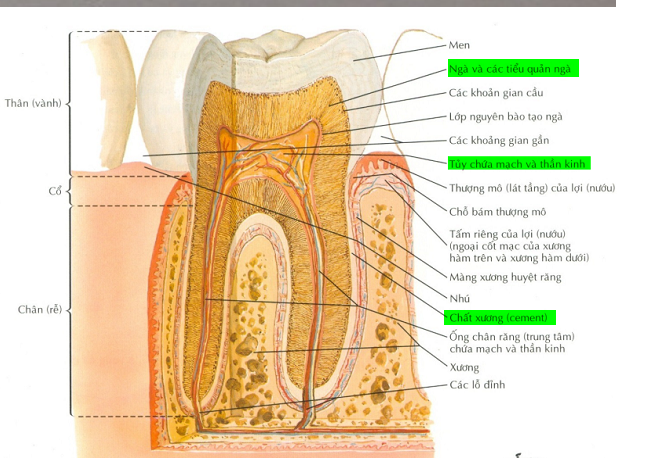 Men
Ngà và các tiểu quản ngà
Thân (vành)
Các khoản gian cầu
Lớp nguyên bào tạo ngà
Các khoảng gian gần
Tủy chứa mạch và thần kinh
Cổ
Thượng mô (lát tầng) của lợi (nướu)
Chỗ bám thượng mô
Tấm riêng của lợi (nướu)
(ngoại cốt mạc của xương
hàm trên và xương hàm dưới)
Màng xương huyệt răng
Nhú
Chân (rễ)
Chất xương (cement)
Ống chân răng (trung tâm)
chứa mạch và thần kinh
Xương
Các lỗ đỉnh